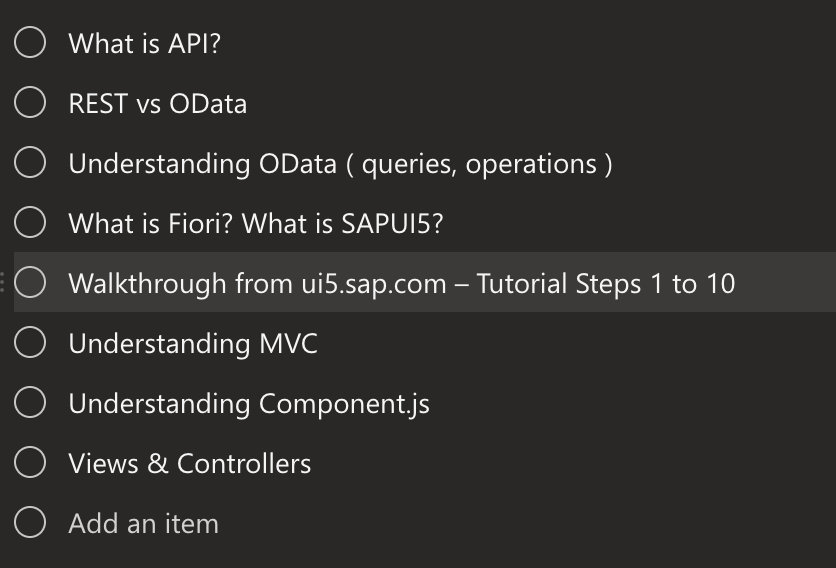 What is API?
REST vs OData
Understanding OData ( queries, operations )
What is Fiori? What is SAPUI5?
Walkthrough from ui5.sap.com – Tutorial Steps 1 to 10
Understanding MVC
Understanding Component.js
Views & Controllers
Add an item